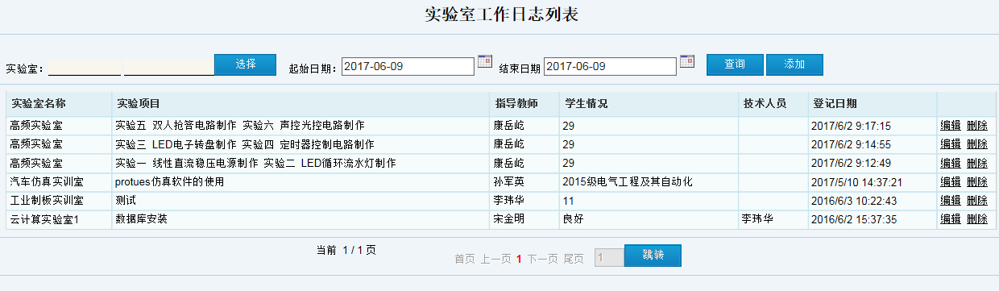 实验室工作日志列表
实验室： 选择 起始日期： 2017-06-09 结束日期 2017-06-09 查询 添加
实验室名称 实验项目 指导教师 学生情况 技术人员 登记日期
高频实验室 实验五 双人抢答电路制作 实验六 声控光控电路制作 康岳屹 29 2017/6/2 9:17:15 编辑 删除
高频实验室 实验三 LED电子转盘制作 实验四 定时器控制电路制作 康岳屹 29 2017/6/2 9:14:55 编辑 删除
高频实验室 实验一 线性直流稳压电源制作 实验二 LED循环流水灯制作 康岳屹 29 2017/6/2 9:12:49 编辑 删除
汽车仿真实训室 protues仿真软件的使用 孙军英 2015级电气工程及其自动化 2017/5/10 14:37:21 编辑 删除
工业制板实训室 测试 李玮华 11 2016/6/3 10:22:43 编辑 删除
云计算实验室1 数据库安装 宋金明 良好 李玮华 2016/6/2 15:37:35 编辑 删除
当前 1 / 1 页 首页 上一页 1 下一页 尾页 1 跳转